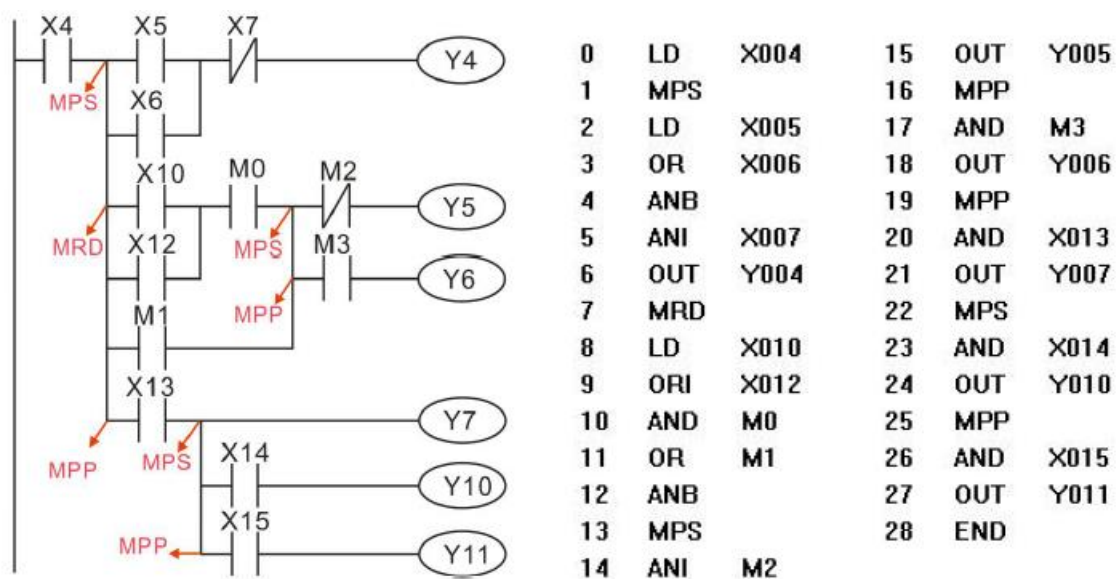 X4 X5 X7
Y4
MPS
X6
X10 M0 M2
Y5
MRD
X12 MPS M3
Y6
M1 MPP
X13
Y7
MPP MPS
X14
Y10
X15
MPP
Y11
0 LD X004
1 MPS
2 LD X005
3 OR X006
4 ANB
5 ANI X007
6 OUT Y004
7 MRD
8 LD X010
9 ORI X012
10 AND M0
11 OR M1
12 ANB
13 MPS
14 ANI M2
15 OUT Y005
16 MPP
17 AND M3
18 OUT Y006
19 MPP
20 AND X013
21 OUT Y007
22 MPS
23 AND X014
24 OUT Y010
25 MPP
26 AND X015
27 OUT Y011
28 END